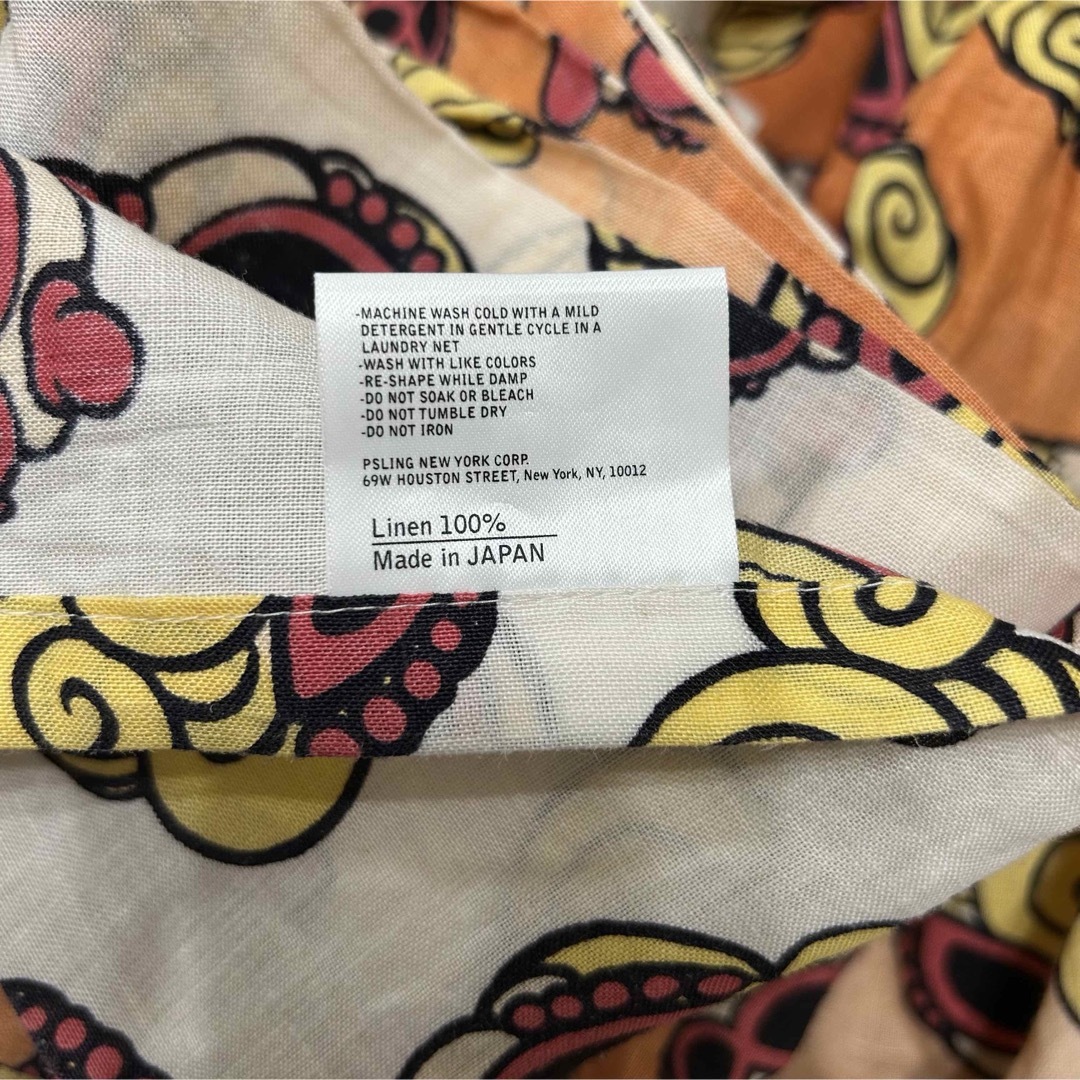 -MACHINE WASH COLD WITH A MILD
DETERGENT IN GENTLE CYCLE IN A
LAUNDRY NET
-WASH WITH LIKE COLORS
-RE-SHAPE WHILE DAMP
-DO NOT SOAK OR BLEACH
-DO NOT TUMBLE DRY
-DO NOT IRON
PSLING NEW YORK CORP.
69W HOUSTON STREET, New York, NY, 10012
Linen 100%
Made in JAPAN